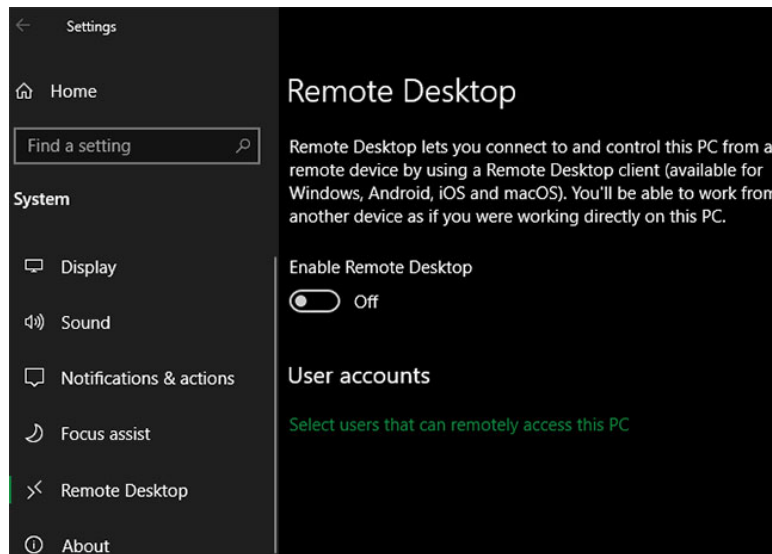 Settings
Home
Find a setting
System
Display
Sound
Notifications & actions
Focus assist
Remote Desktop
About
Remote Desktop
Remote Desktop lets you connect to and control this PC from a
remote device by using a Remote Desktop client (available for
Windows, Android, iOS and macOS). You'll be able to work from
another device as if you were working directly on this PC.
Enable Remote Desktop
Off
User accounts
Select users that can remotely access this PC